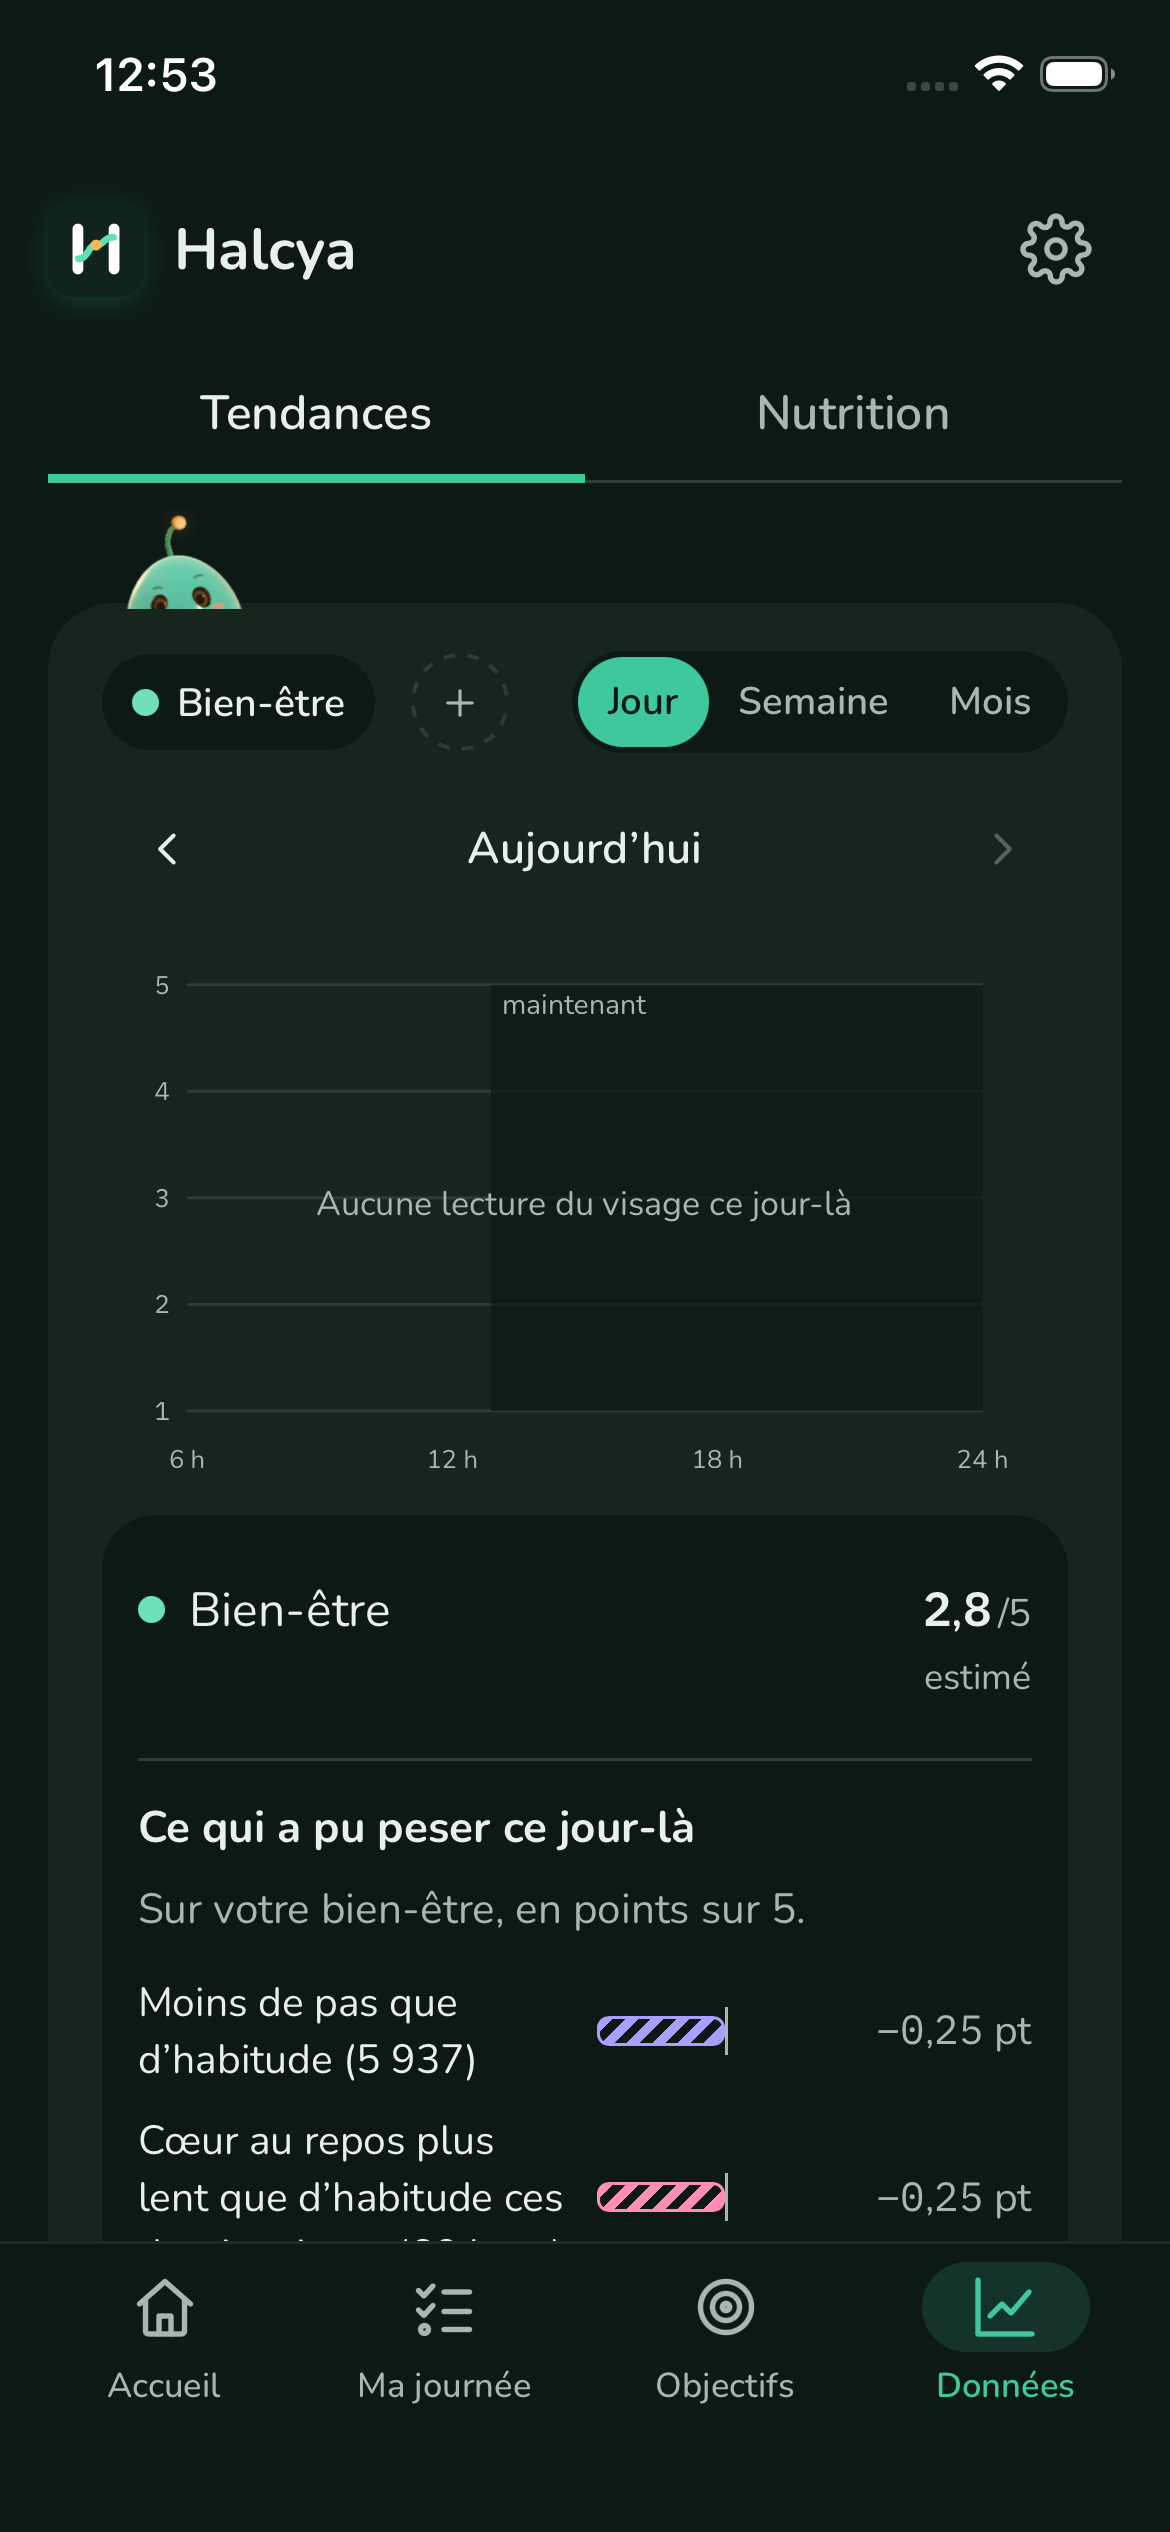 12:53
Halcya
Tendances
Nutrition
Bien-être
+
Jour
Semaine
Mois
Aujourd’hui
5
maintenant
4
3
Aucune lecture du visage ce jour-là
2
1
6 h
12 h
18 h
24 h
Bien-être
2,8 /5
estimé
Ce qui a pu peser ce jour-là
Sur votre bien-être, en points sur 5.
Moins de pas que
d’habitude (5 937)
−0,25 pt
Cœur au repos plus
lent que d’habitude ces
−0,25 pt
Accueil
Ma journée
Objectifs
Données